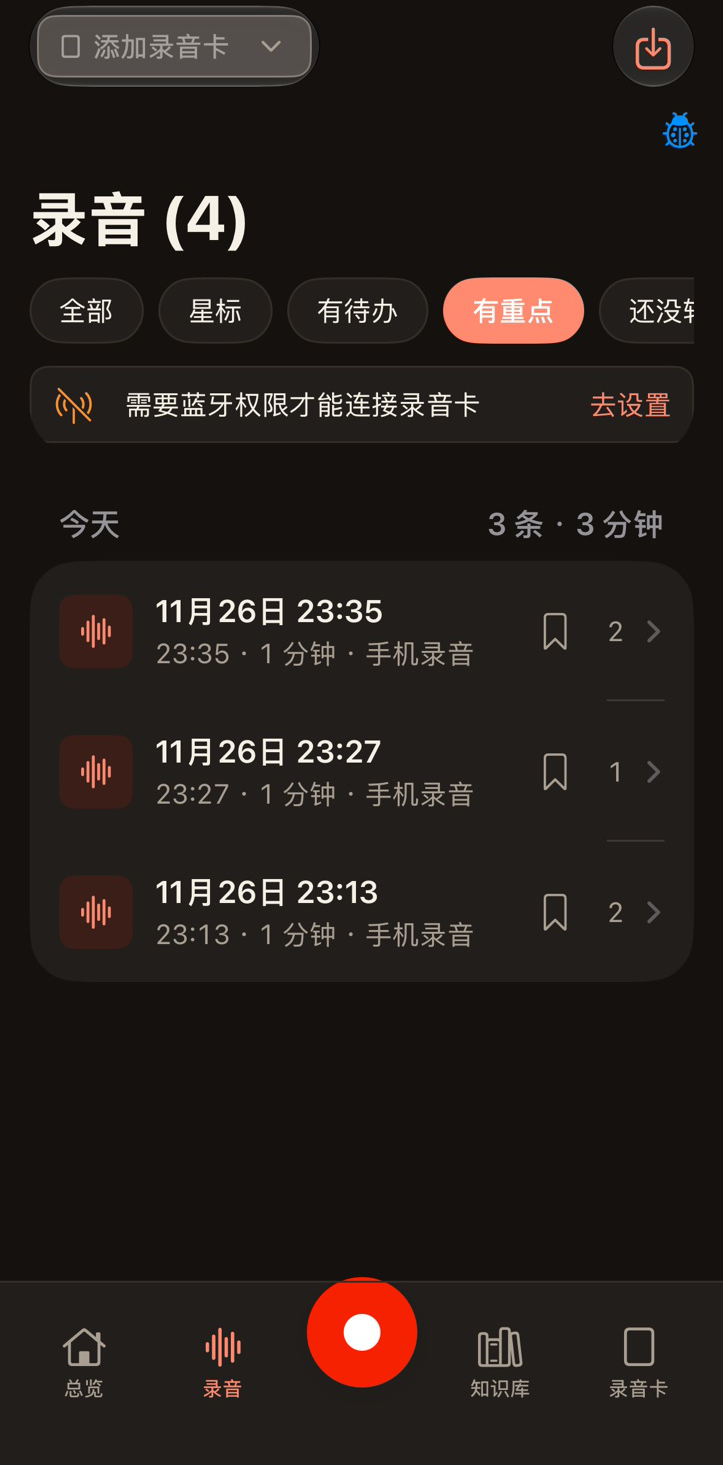 添加录音卡
录音 (4)
全部 星标 有待办 有重点 还没
需要蓝牙权限才能连接录音卡 去设置
今天 3 条 · 3 分钟
11月26日 23:35
23:35 · 1 分钟 · 手机录音 2
11月26日 23:27
23:27 · 1 分钟 · 手机录音 1
11月26日 23:13
23:13 · 1 分钟 · 手机录音 2
总览 录音 知识库 录音卡